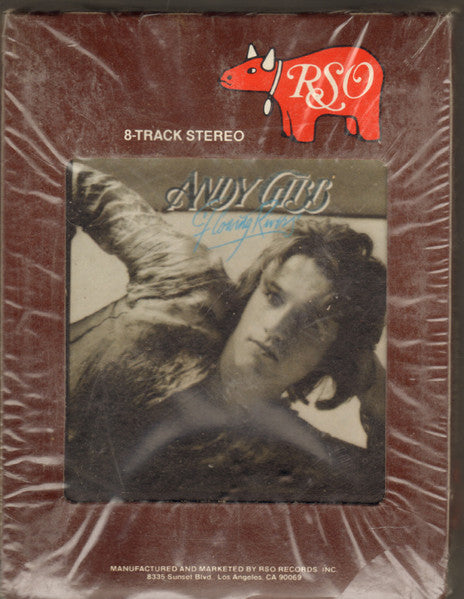 RSO
8-TRACK STEREO
ANDY GIBB
Flowing Rivers
MANUFACTURED AND MARKETED BY RSO RECORDS, INC.
8335 Sunset Blvd., Los Angeles, CA 90069